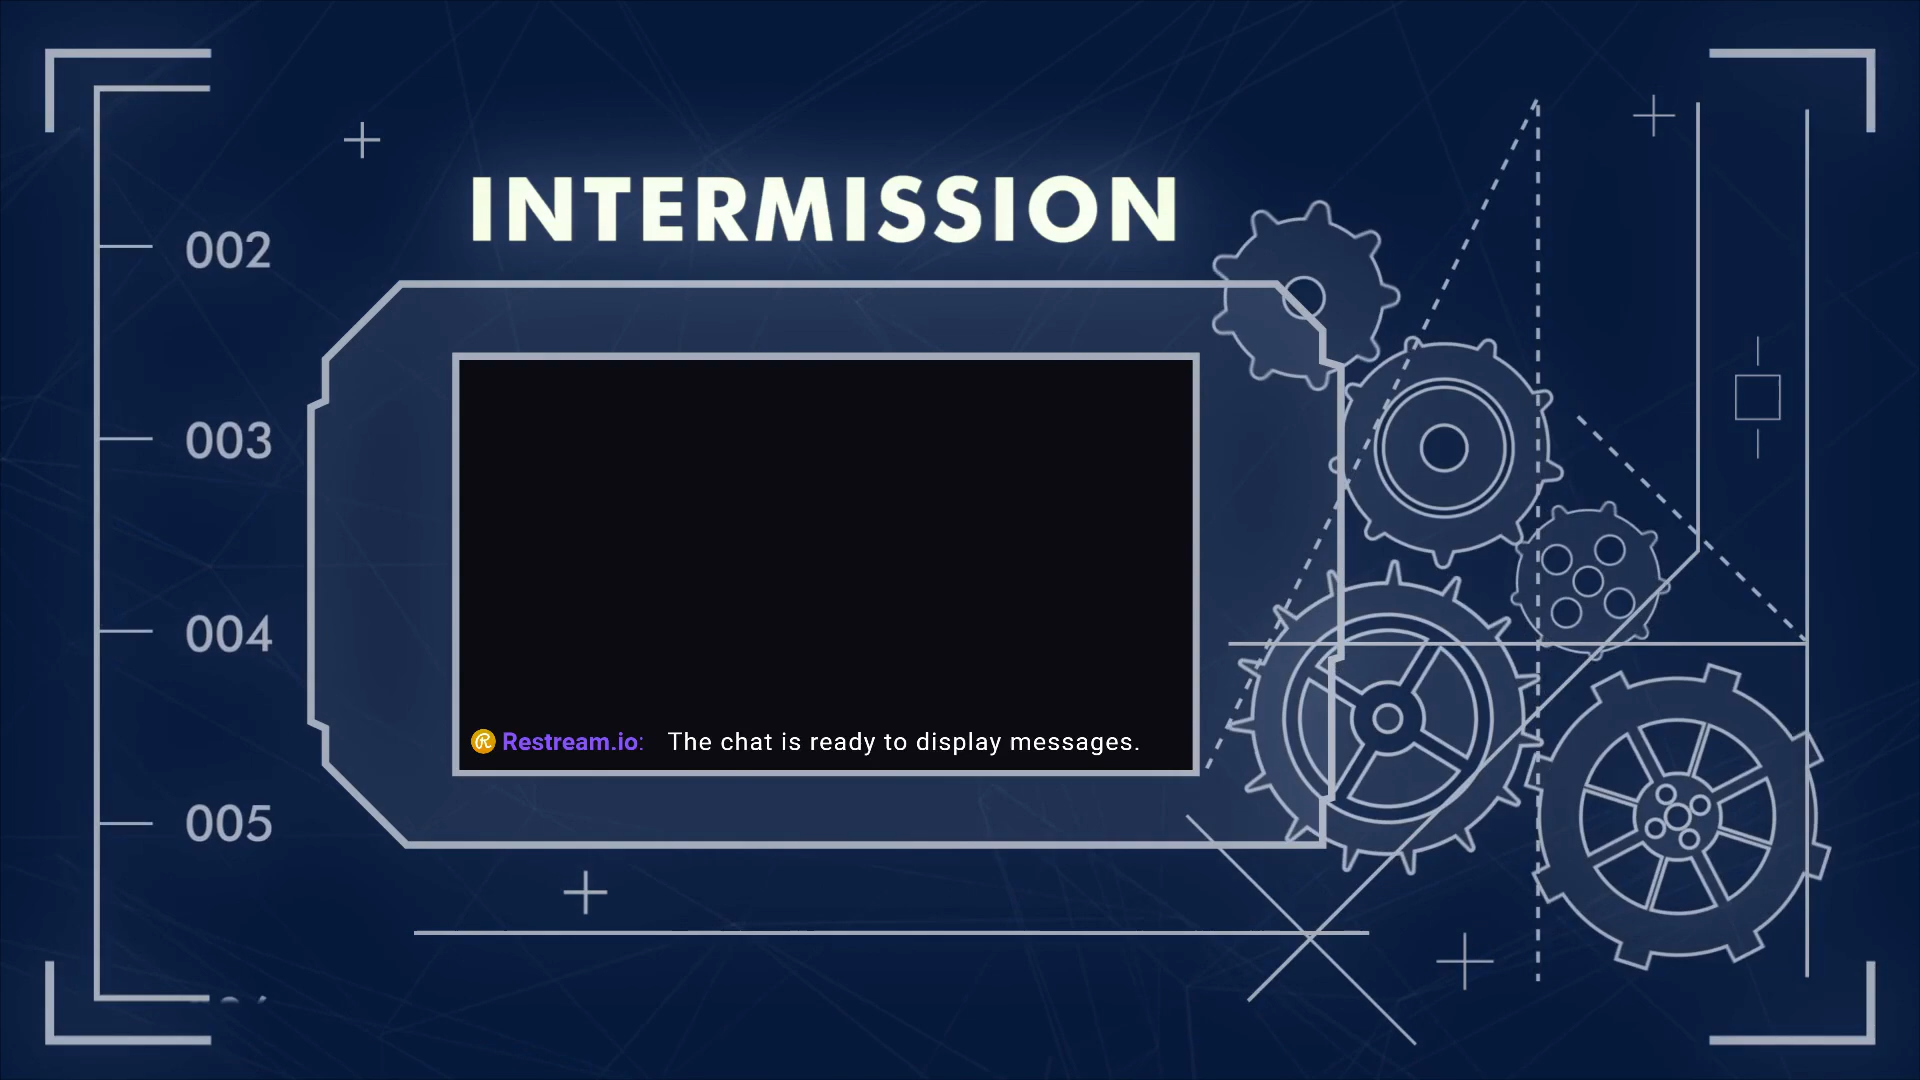 INTERMISSION
002
003
004
005
Restream.io: The chat is ready to display messages.